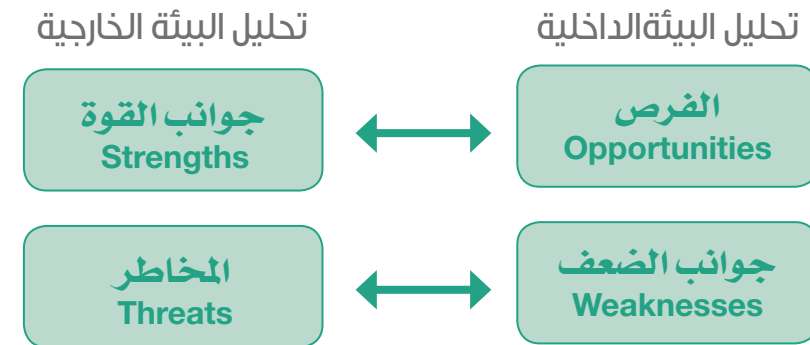 تحليل البيئةالداخلية
تحليل البيئة الخارجية
الفرص
Opportunities
جوانب القوة
Strengths
جوانب الضعف
Weaknesses
المخاطر
Threats